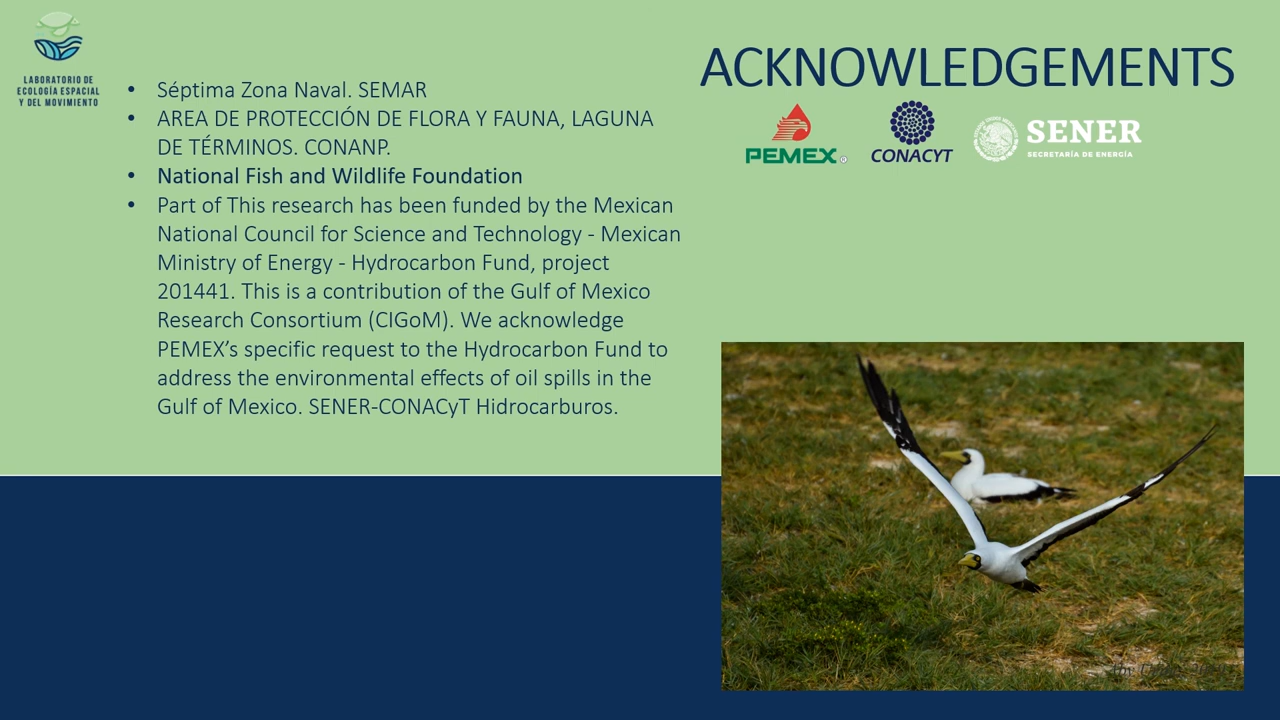 LABORATORIO DE
ECOLOGÍA ESPACIAL
Y DEL MOVIMIENTO
ACKNOWLEDGEMENTS
PEMEX®
CONACYT
SENER
SECRETARÍA DE ENERGÍA
• Séptima Zona Naval. SEMAR
• AREA DE PROTECCIÓN DE FLORA Y FAUNA, LAGUNA
DE TÉRMINOS. CONANP.
• National Fish and Wildlife Foundation
• Part of This research has been funded by the Mexican
National Council for Science and Technology - Mexican
Ministry of Energy - Hydrocarbon Fund, project
201441. This is a contribution of the Gulf of Mexico
Research Consortium (CIGoM). We acknowledge
PEMEX’s specific request to the Hydrocarbon Fund to
address the environmental effects of oil spills in the
Gulf of Mexico. SENER-CONACyT Hidrocarburos.